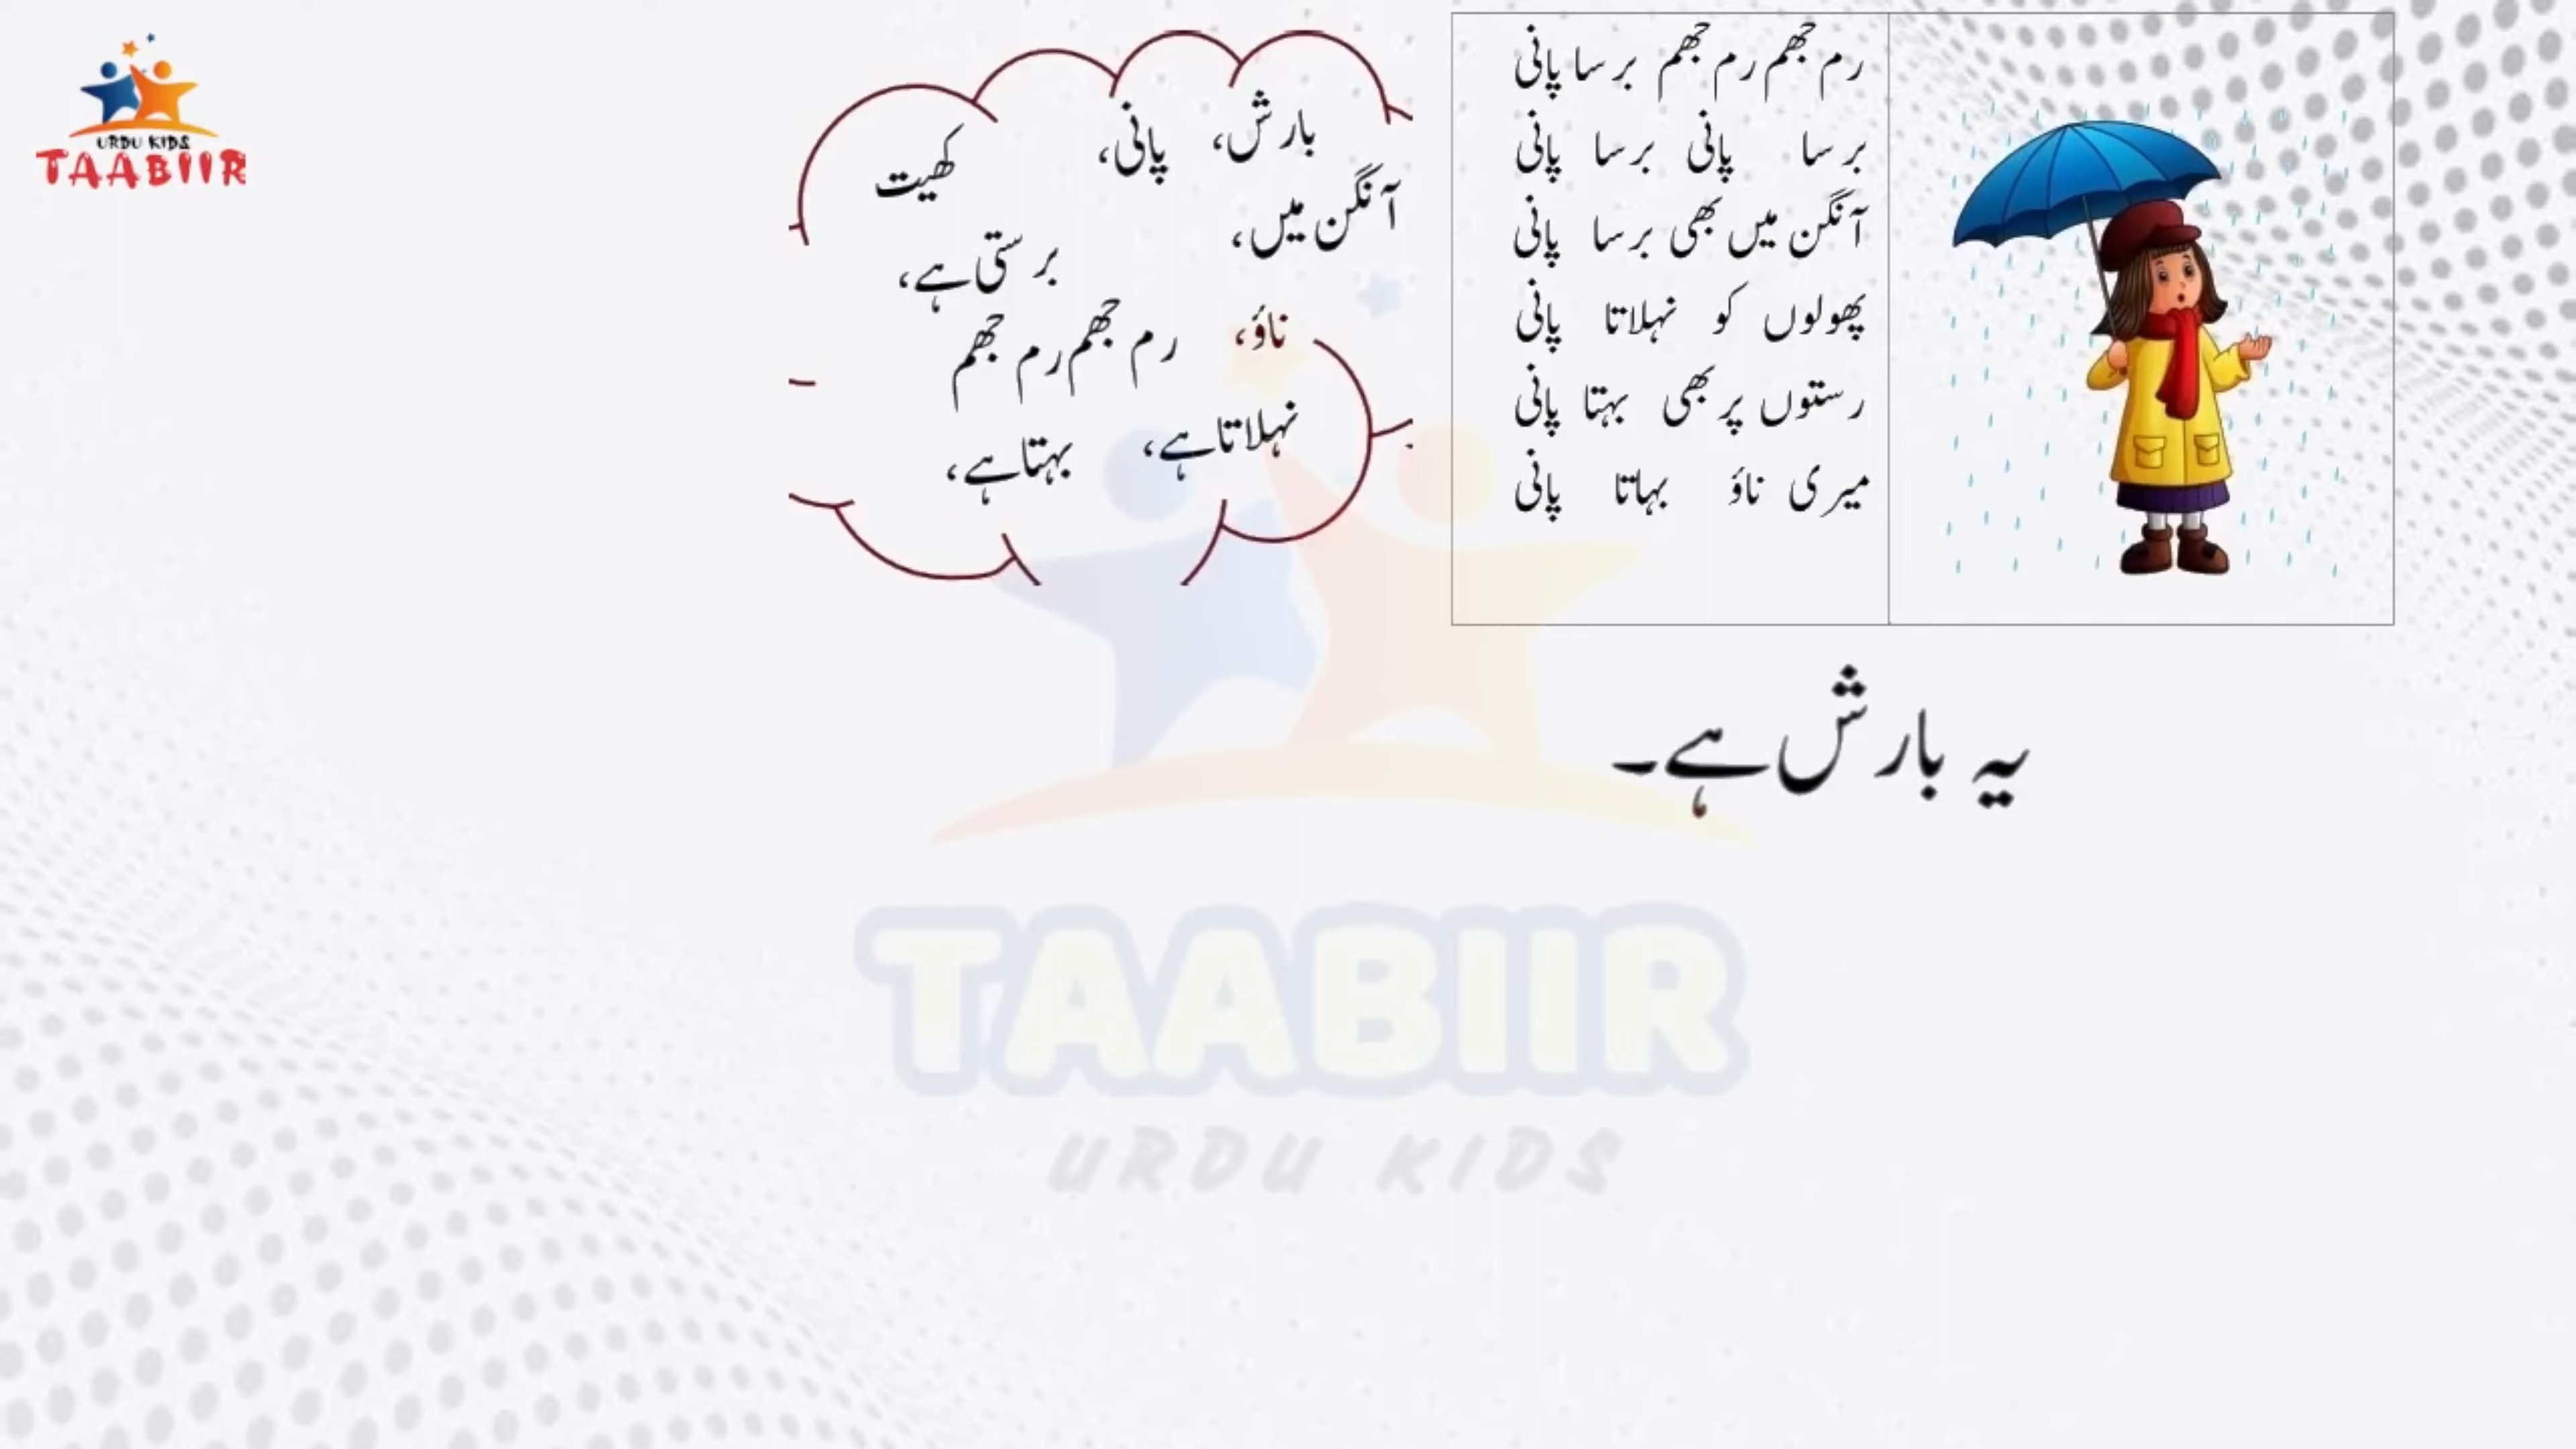 URDU KIDS
TAABIIR
رم جھم رم جھم برسا پانی
برسا پانی برسا پانی
آنگن میں بھی برسا پانی
پھولوں کو نہلاتا پانی
رستوں پر بھی بہتا پانی
میری ناؤ بہاتا پانی
بارش، پانی، کھیت
آنگن میں، برستی ہے،
ناؤ، رم جھم رم جھم
نہلاتا ہے، بہتا ہے،
یہ بارش ہے۔
TAABIIR
URDU KIDS